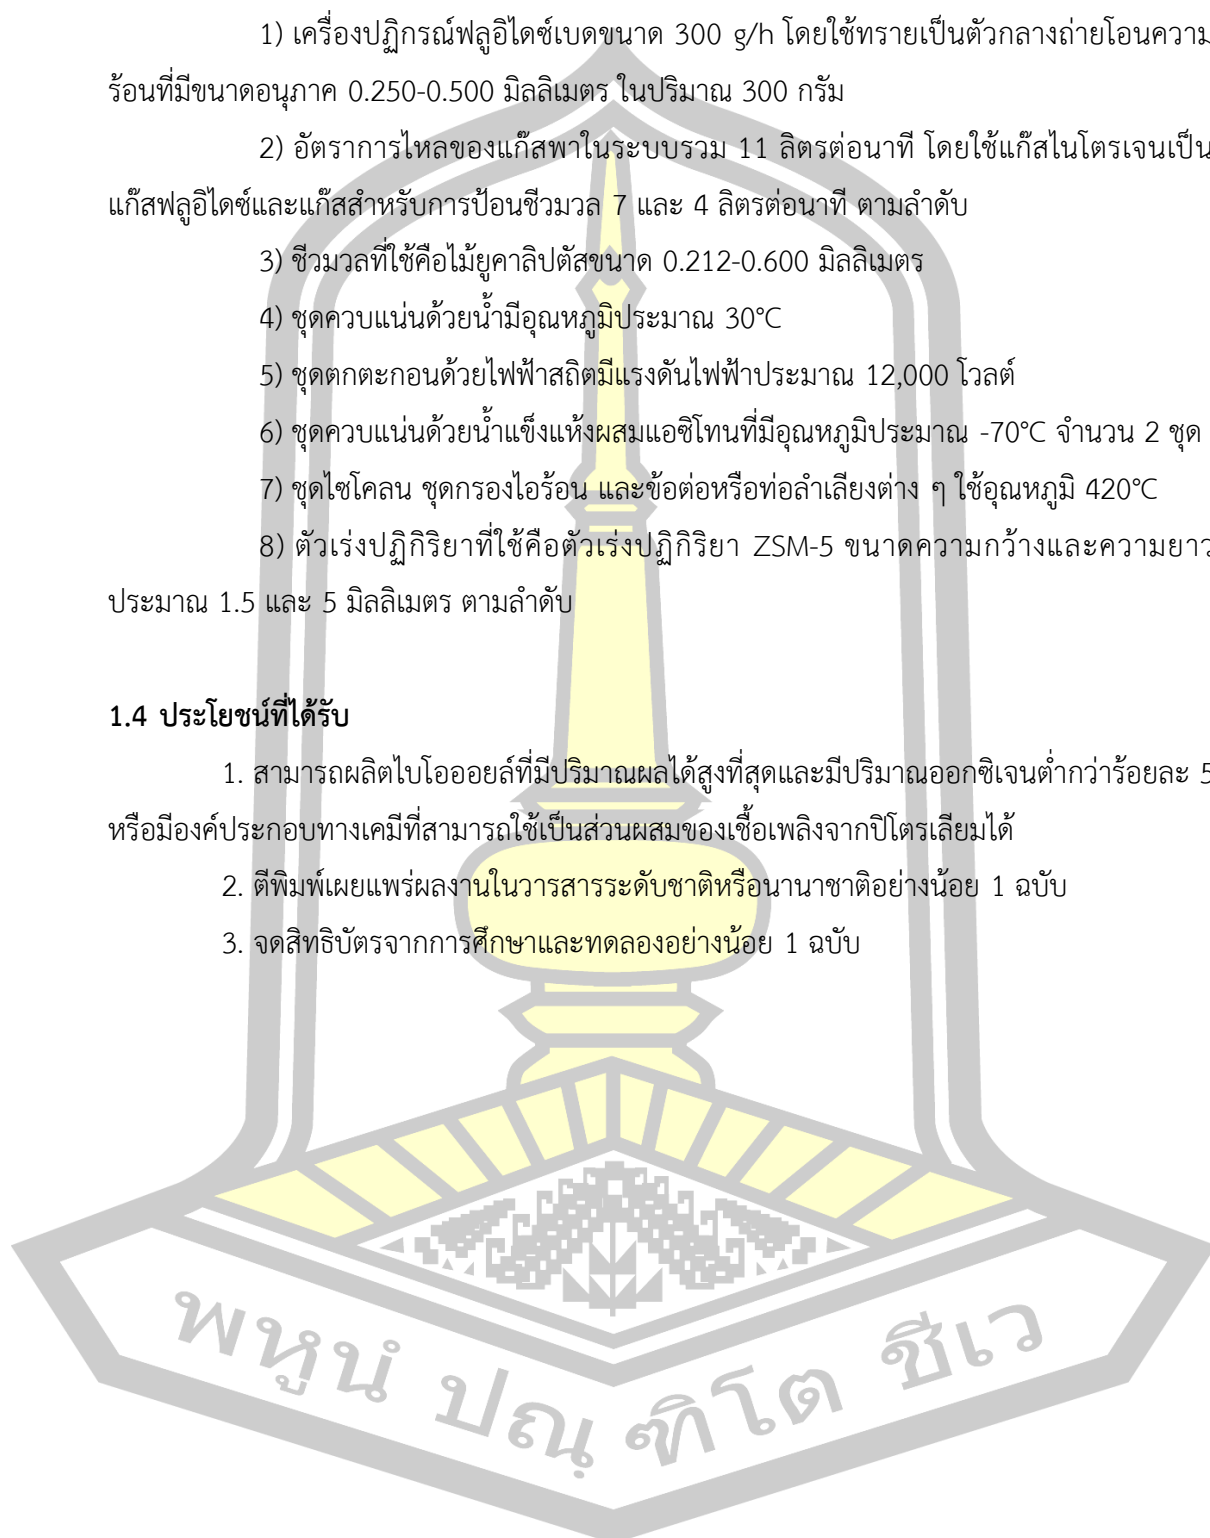 1) เครื่องปฏิกรณ์ฟลูอิไดซ์เบดขนาด 300 g/h โดยใช้ทรายเป็นตัวกลางถ่ายโอนความ
ร้อนที่มีขนาดอนุภาค 0.250-0.500 มิลลิเมตร ในปริมาณ 300 กรัม
2) อัตราการไหลของแก๊สพาในระบบรวม 11 ลิตรต่อนาที โดยใช้แก๊สไนโตรเจนเป็น
แก๊สฟลูอิไดซ์และแก๊สสำหรับการป้อนชีวมวล 7 และ 4 ลิตรต่อนาที ตามลำดับ
3) ชีวมวลที่ใช้คือไม้ยูคาลิปตัสขนาด 0.212-0.600 มิลลิเมตร
4) ชุดควบแน่นด้วยน้ำมีอุณหภูมิประมาณ 30°C
5) ชุดตกตะกอนด้วยไฟฟ้าสถิตมีแรงดันไฟฟ้าประมาณ 12,000 โวลต์
6) ชุดควบแน่นด้วยน้ำแข็งแห้งผสมแอซิโทนที่มีอุณหภูมิประมาณ -70°C จำนวน 2 ชุด
7) ชุดไซโคลน ชุดกรองไอร้อน และข้อต่อหรือท่อลำเลียงต่าง ๆ ใช้อุณหภูมิ 420°C
8) ตัวเร่งปฏิกิริยาที่ใช้คือตัวเร่งปฏิกิริยา ZSM-5 ขนาดความกว้างและความยาว
ประมาณ 1.5 และ 5 มิลลิเมตร ตามลำดับ
1.4 ประโยชน์ที่ได้รับ
1. สามารถผลิตไบโอออยล์ที่มีปริมาณผลได้สูงที่สุดและมีปริมาณออกซิเจนต่ำกว่าร้อยละ 5
หรือมีองค์ประกอบทางเคมีที่สามารถใช้เป็นส่วนผสมของเชื้อเพลิงจากปิโตรเลียมได้
2. ตีพิมพ์เผยแพร่ผลงานในวารสารระดับชาติหรือนานาชาติอย่างน้อย 1 ฉบับ
3. จดสิทธิบัตรจากการศึกษาและทดลองอย่างน้อย 1 ฉบับ
พหูนํ ปณฺฑิโต ชีเว